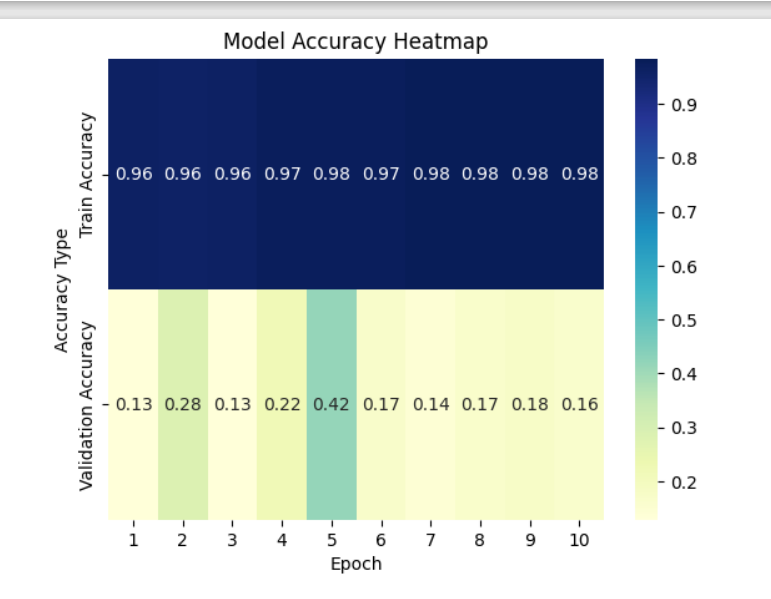 Model Accuracy Heatmap
Accuracy Type
Train Accuracy
0.96 0.96 0.96 0.97 0.98 0.97 0.98 0.98 0.98 0.98
Validation Accuracy
0.13 0.28 0.13 0.22 0.42 0.17 0.14 0.17 0.18 0.16
1 2 3 4 5 6 7 8 9 10
Epoch
0.9
0.8
0.7
0.6
0.5
0.4
0.3
0.2